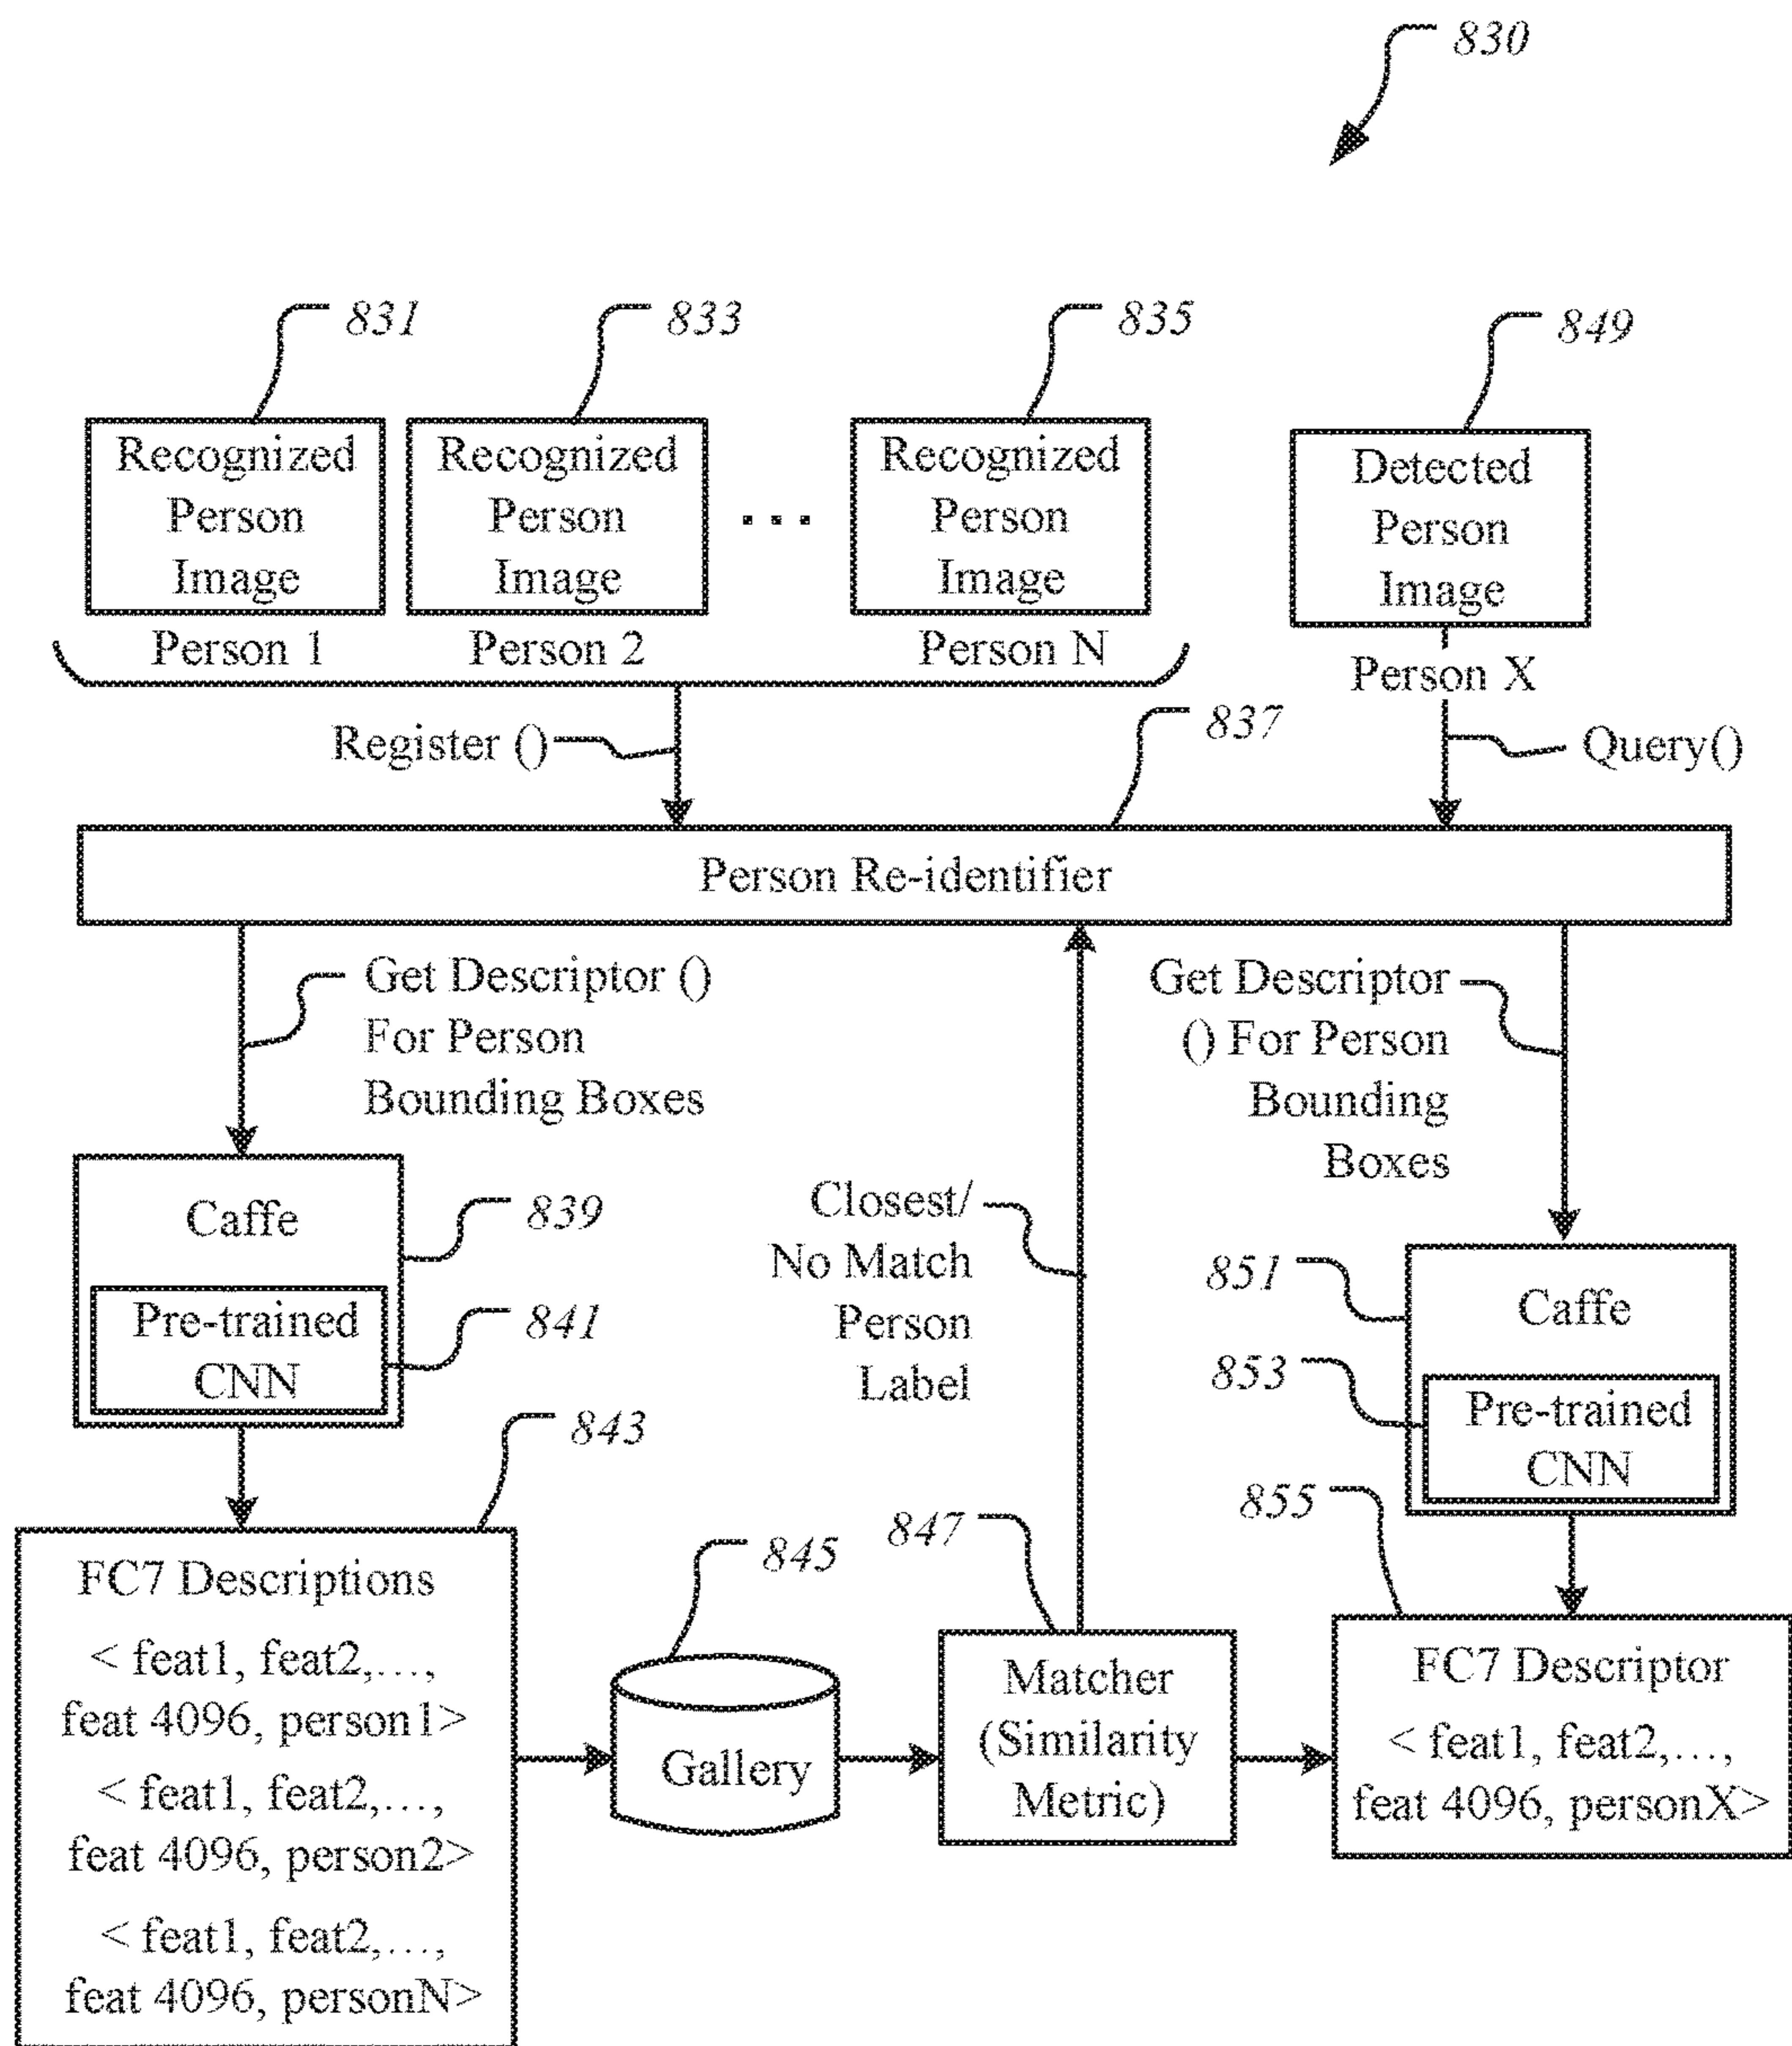 830
831
833
835
849
Recognized
Person
Image
Recognized
Person
Image
...
Recognized
Person
Image
Detected
Person
Image
Person 1
Person 2
Person N
Person X
Register ()
837
Query()
Person Re-identifier
Get Descriptor ()
For Person
Bounding Boxes
Get Descriptor
() For Person
Bounding
Boxes
Caffe
839
Pre-trained
CNN
841
Closest/
No Match
Person
Label
851
Caffe
853
Pre-trained
CNN
843
FC7 Descriptions
< feat1, feat2,...,
feat 4096, person1>
< feat1, feat2,...,
feat 4096, person2>
< feat1, feat2,...,
feat 4096, personN>
845
Gallery
847
Matcher
(Similarity
Metric)
855
FC7 Descriptor
< feat1, feat2,...,
feat 4096, personX>